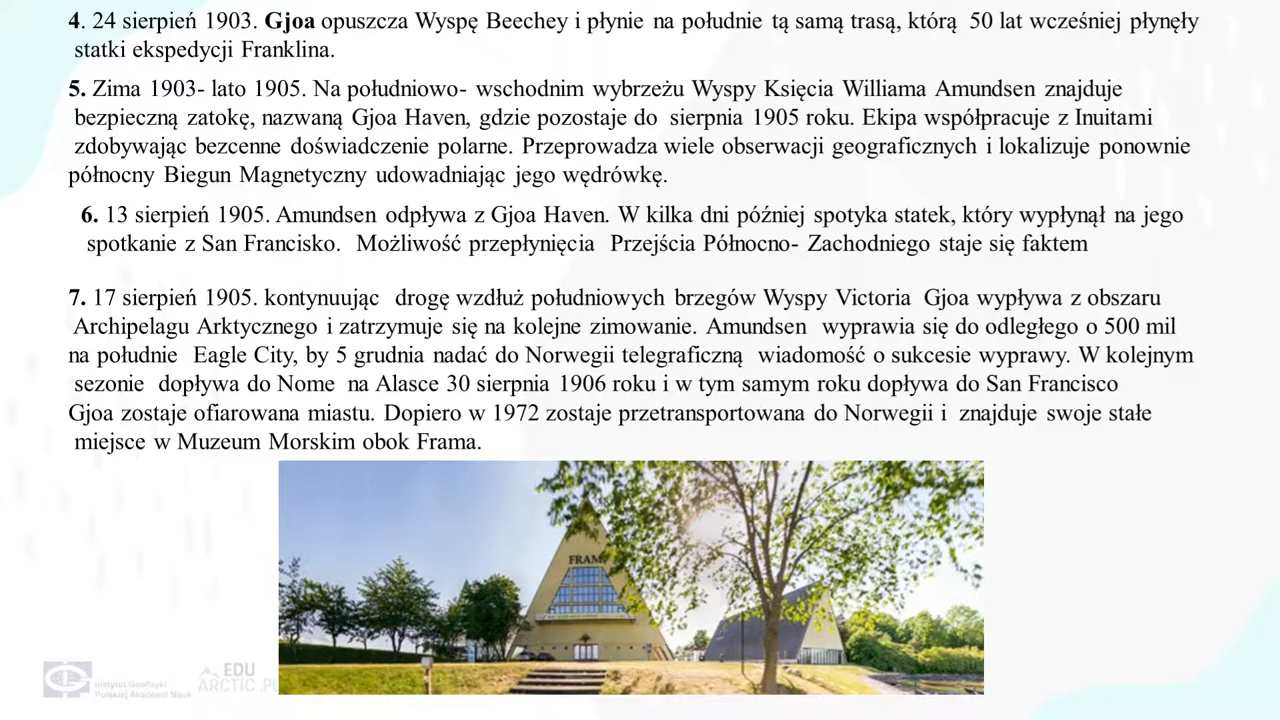 4. 24 sierpień 1903. Gjoa opuszcza Wyspę Beechey i płynie na południe tą samą trasą, którą 50 lat wcześniej płynęły
statki ekspedycji Franklina.
5. Zima 1903- lato 1905. Na południowo- wschodnim wybrzeżu Wyspy Księcia Williama Amundsen znajduje
bezpieczną zatokę, nazwaną Gjoa Haven, gdzie pozostaje do sierpnia 1905 roku. Ekipa współpracuje z Inuitami
zdobywając bezcenne doświadczenie polarne. Przeprowadza wiele obserwacji geograficznych i lokalizuje ponownie
północny Biegun Magnetyczny udowadniając jego wędrówkę.
6. 13 sierpień 1905. Amundsen odpływa z Gjoa Haven. W kilka dni później spotyka statek, który wypłynął na jego
spotkanie z San Francisko. Możliwość przepłynięcia Przejścia Północno- Zachodniego staje się faktem
7. 17 sierpień 1905. kontynuując drogę wzdłuż południowych brzegów Wyspy Victoria Gjoa wypływa z obszaru
Archipelagu Arktycznego i zatrzymuje się na kolejne zimowanie. Amundsen wyprawia się do odległego o 500 mil
na południe Eagle City, by 5 grudnia nadać do Norwegii telegraficzną wiadomość o sukcesie wyprawy. W kolejnym
sezonie dopływa do Nome na Alasce 30 sierpnia 1906 roku i w tym samym roku dopływa do San Francisco
Gjoa zostaje ofiarowana miastu. Dopiero w 1972 zostaje przetransportowana do Norwegii i znajduje swoje stałe
miejsce w Muzeum Morskim obok Frama.
FRAM
Instytut Geofizyki
Polskiej Akademii Nauk
EDU
ARCTIC.PL